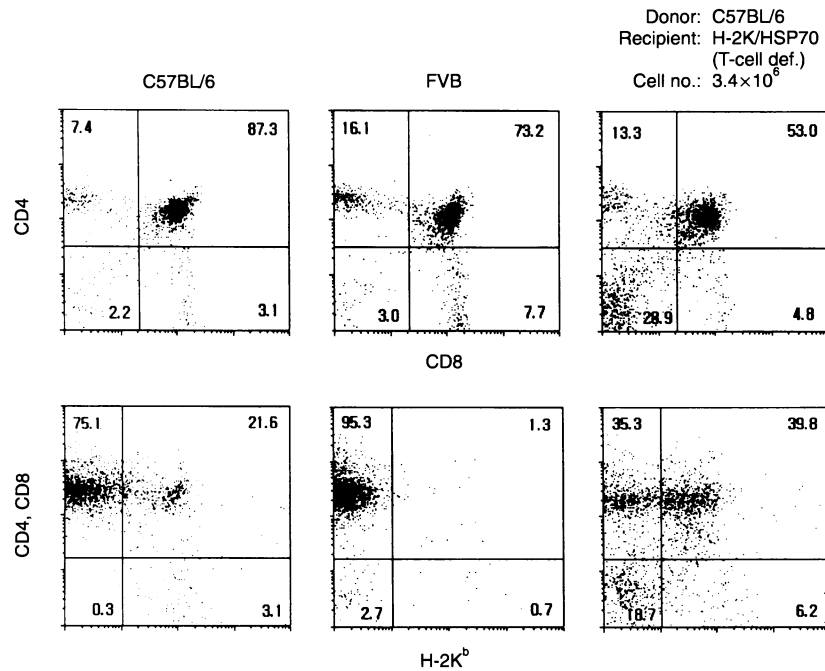 Donor: C57BL/6
Recipient: H-2K/HSP70
(T-cell def.)
Cell no.: 3.4×10⁶
C57BL/6
FVB
7.4
87.3
16.1
73.2
13.3
53.0
CD4
2.2
3.1
3.0
7.7
28.9
4.8
CD8
75.1
21.6
95.3
1.3
35.3
39.8
CD4, CD8
0.3
3.1
2.7
0.7
18.7
6.2
H-2Kᵇ